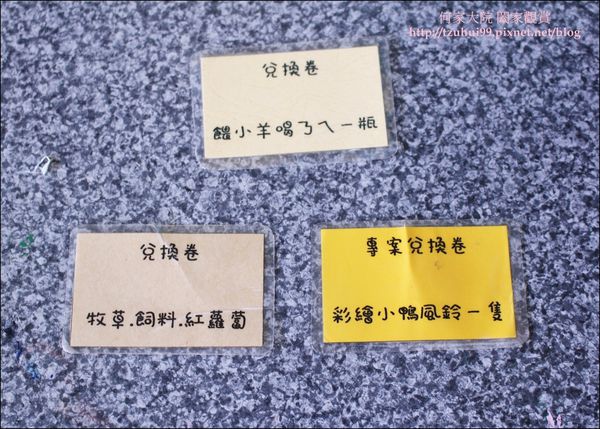 何家大院 闔家觀賞
http://tzuhui99.pixnet.net/blog
兌換卷
餵小羊喝ㄋㄟ一瓶
兌換卷
牧草.飼料.紅蘿蔔
專案兌換卷
彩繪小鴨風鈴一隻